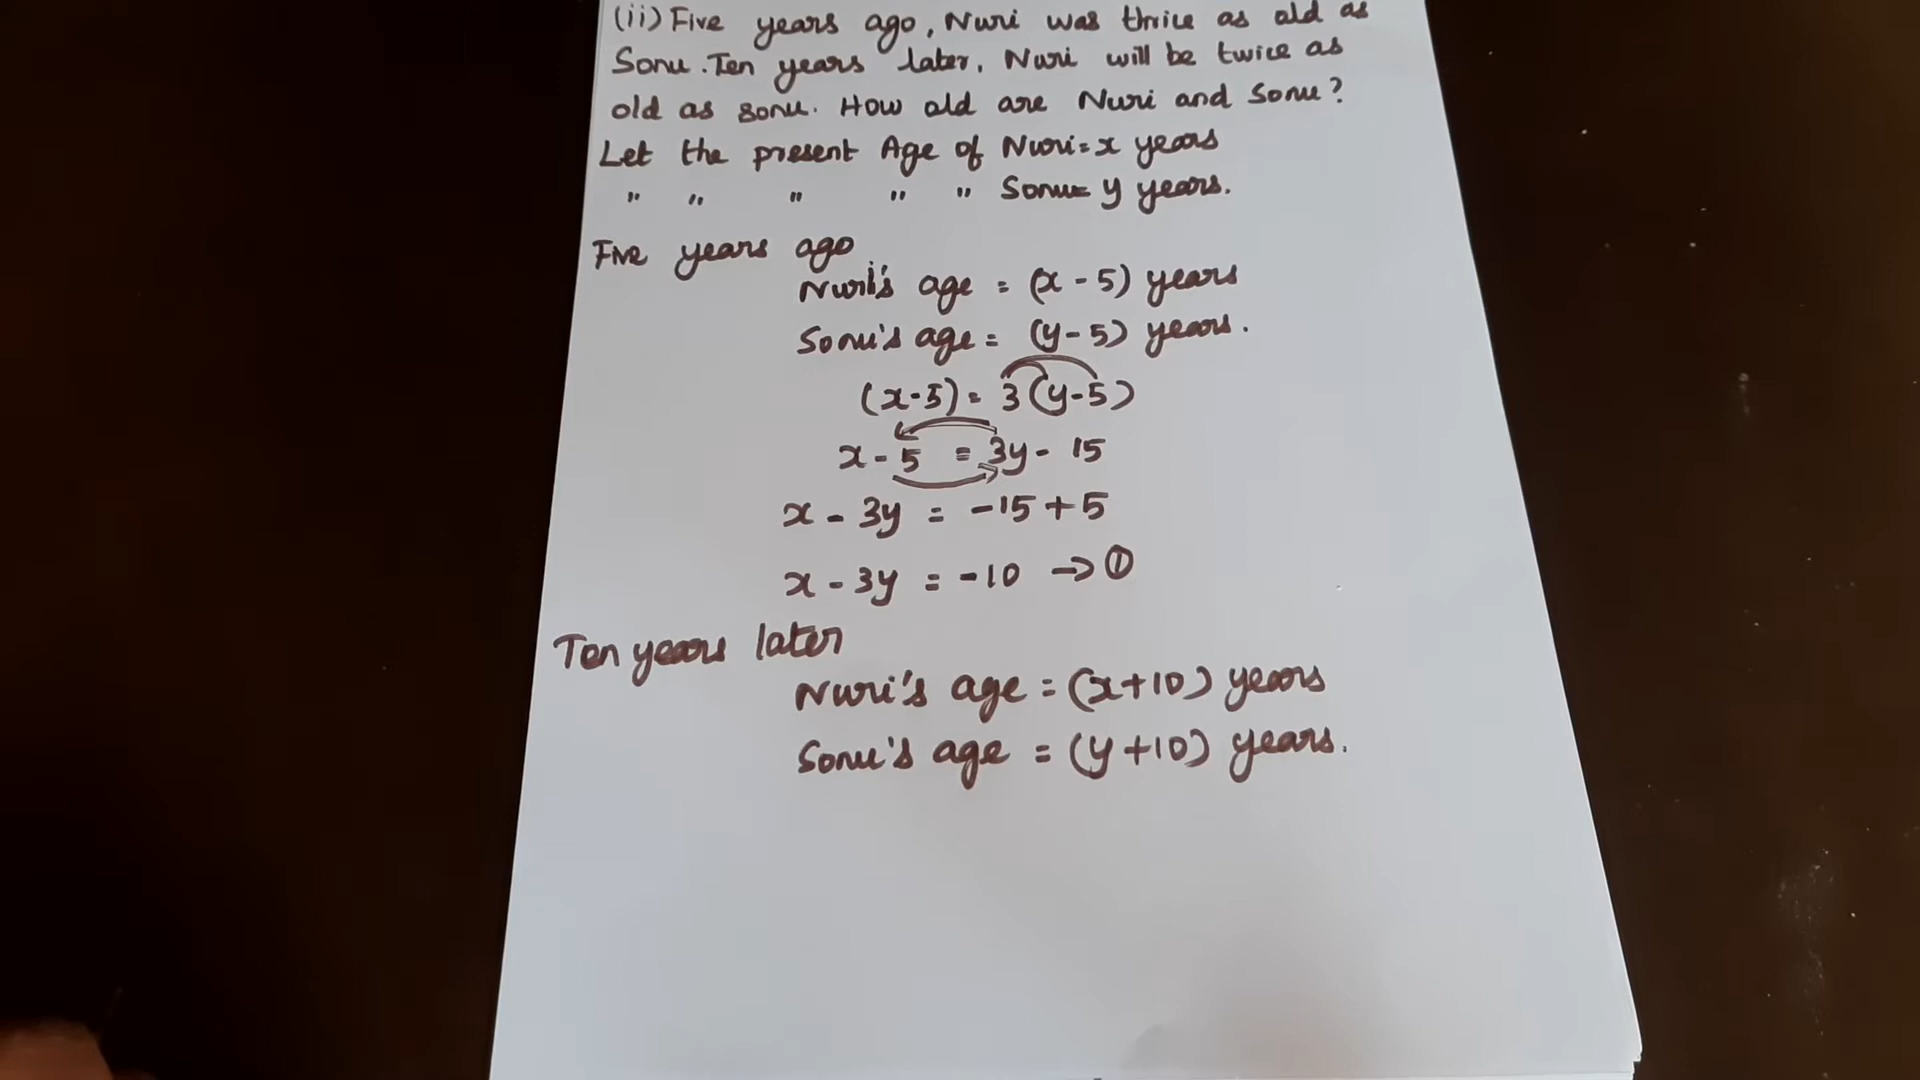 (ii) Five years ago, Nuri was thrice as old as
Sonu. Ten years later, Nuri will be twice as
old as sonu. How old are Nuri and Sonu?
Let the present Age of Nuri = x years
" " " " " Sonu = y years.
Five years ago
Nuri's age = (x - 5) years
Sonu's age = (y - 5) years.
(x - 5) = 3 (y - 5)
x - 5 = 3y - 15
x - 3y = -15 + 5
x - 3y = -10 → ①
Ten years later
Nuri's age = (x + 10) years
Sonu's age = (y + 10) years.